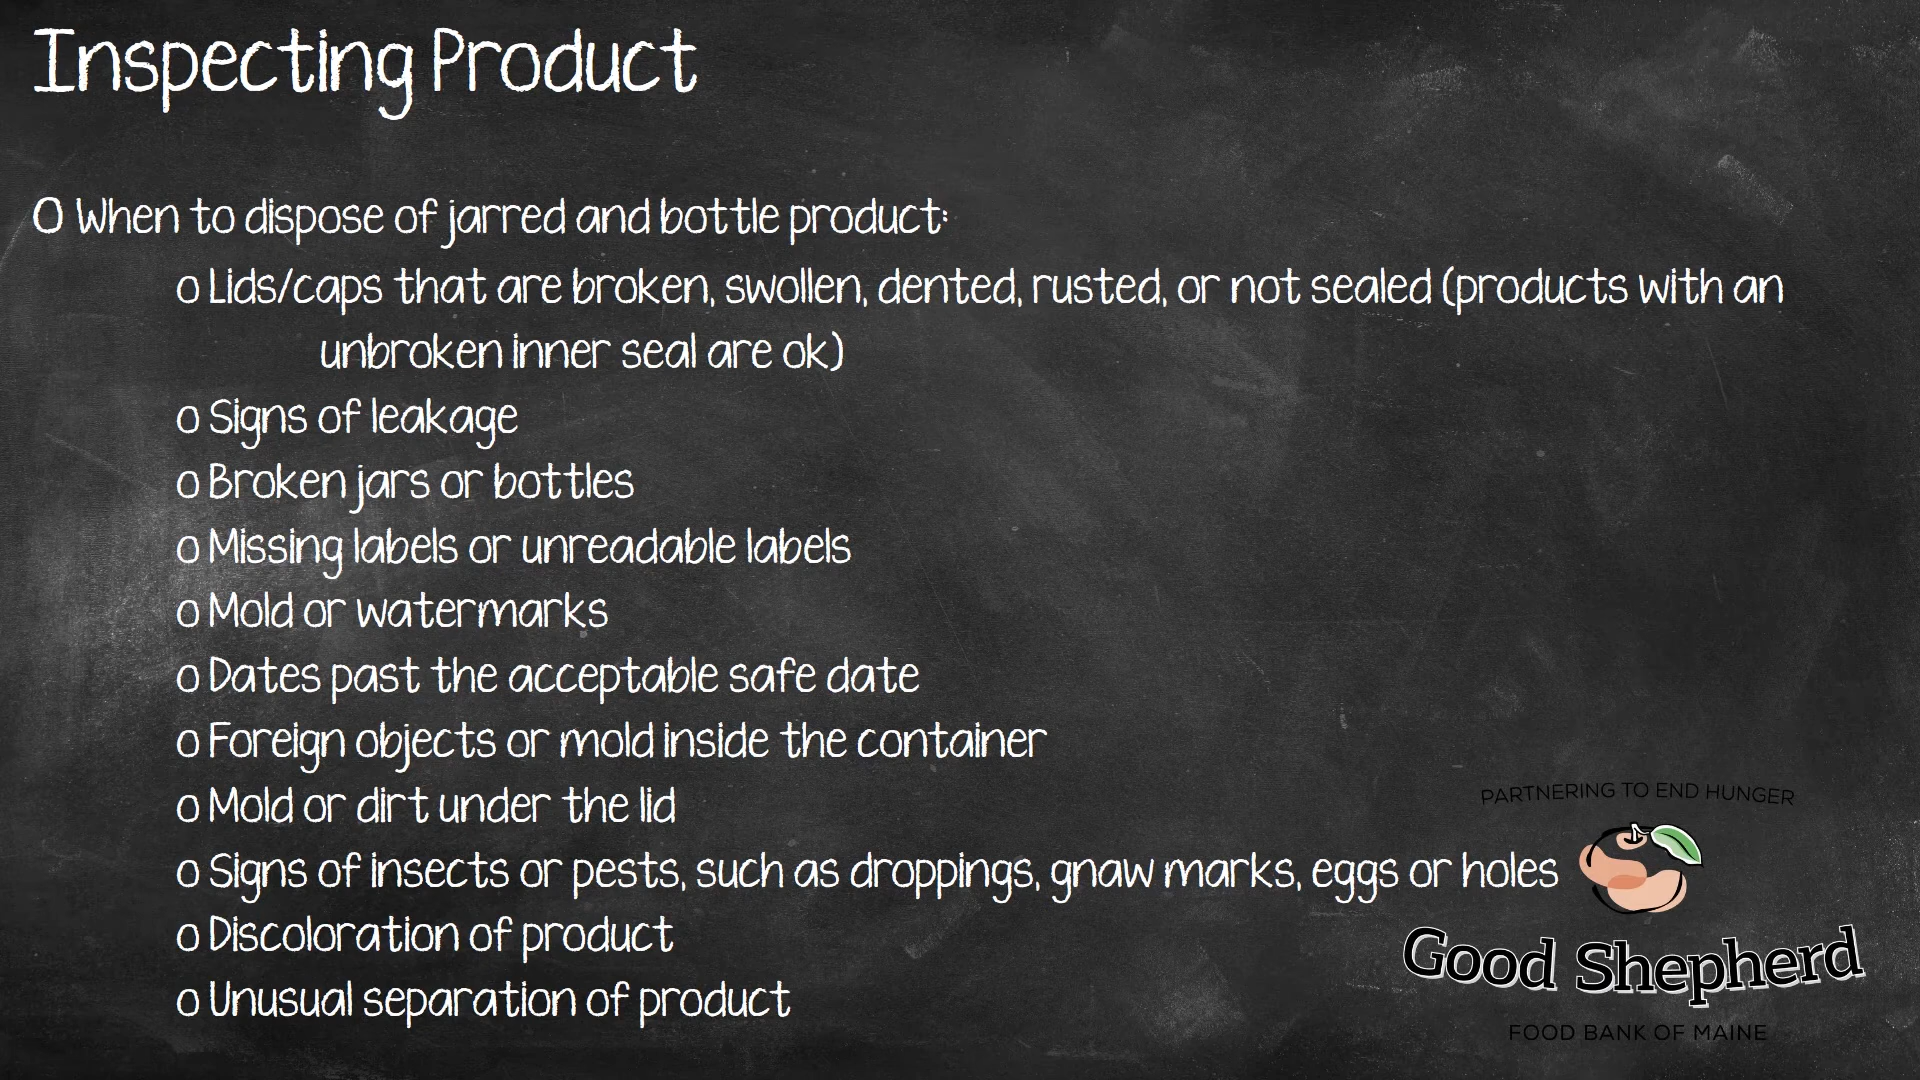 Inspecting Product
O When to dispose of jarred and bottle product:
o Lids/caps that are broken, swollen, dented, rusted, or not sealed (products with an
unbroken inner seal are ok)
o Signs of leakage
o Broken jars or bottles
o Missing labels or unreadable labels
o Mold or watermarks
o Dates past the acceptable safe date
o Foreign objects or mold inside the container
o Mold or dirt under the lid
o Signs of insects or pests, such as droppings, gnaw marks, eggs or holes
o Discoloration of product
o Unusual separation of product
PARTNERING TO END HUNGER
Good Shepherd
FOOD BANK OF MAINE